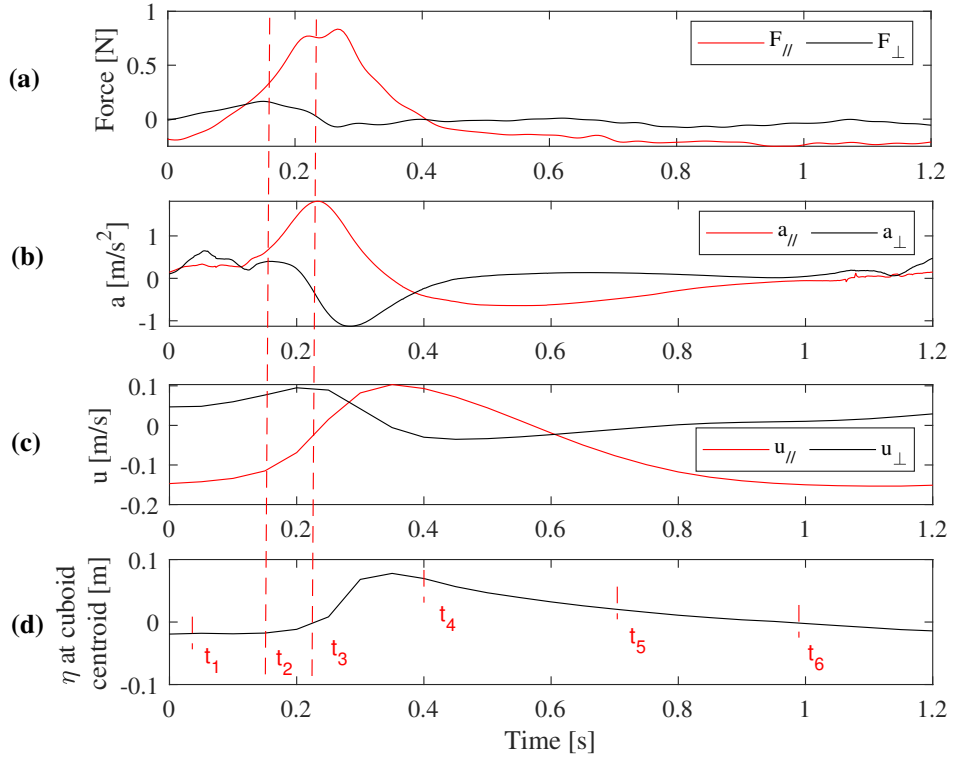 (a)
Force [N]
1
0.5
0
F// F⊥
0 0.2 0.4 0.6 0.8 1 1.2
(b)
a [m/s²]
1
0
-1
a// a⊥
0 0.2 0.4 0.6 0.8 1 1.2
(c)
u [m/s]
0.1
0
-0.1
-0.2
u// u⊥
0 0.2 0.4 0.6 0.8 1 1.2
(d)
η at cuboid
centroid [m]
0.1
0
-0.1
t₁ t₂ t₃ t₄ t₅ t₆
0 0.2 0.4 0.6 0.8 1 1.2
Time [s]